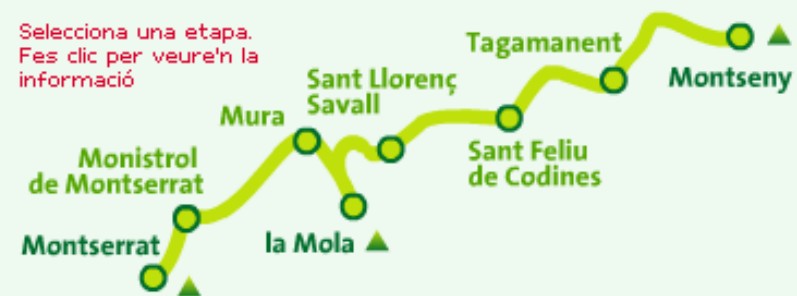 Selecciona una etapa.
Fes clic per veure'n la
informació
Tagamanent
Montseny
Sant Llorenç
Savall
Mura
Sant Feliu
de Codines
Monistrol
de Montserrat
Montserrat
la Mola